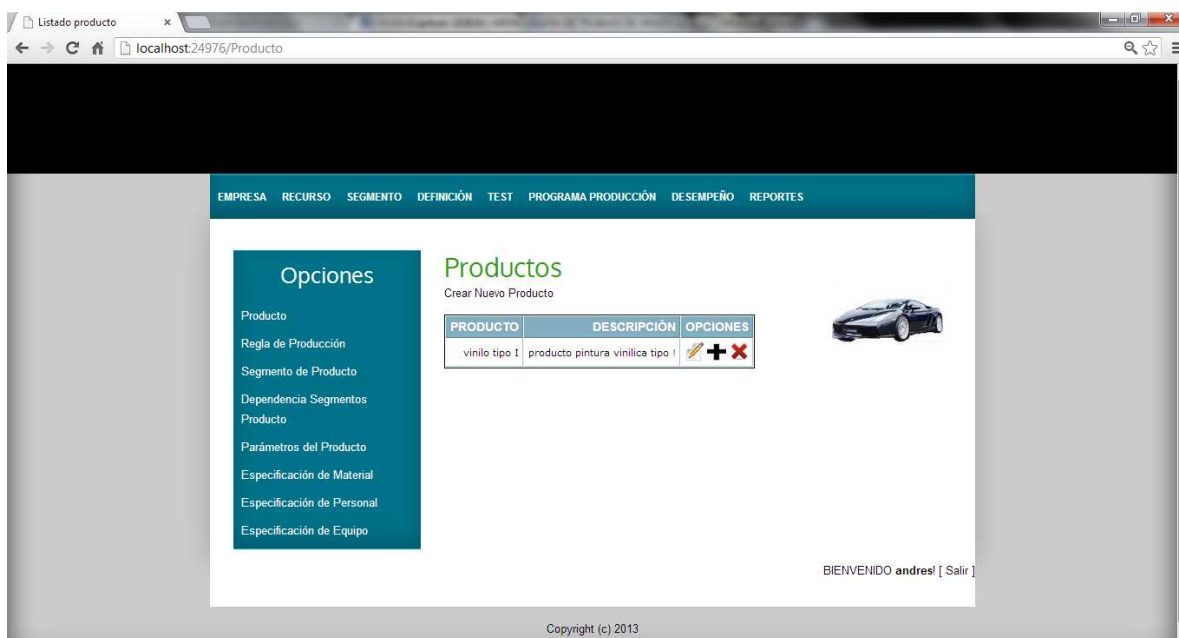 Listado producto
localhost:24976/Producto
EMPRESA RECURSO SEGMENTO DEFINICIÓN TEST PROGRAMA PRODUCCIÓN DESEMPEÑO REPORTES
Opciones
Producto
Regla de Producción
Segmento de Producto
Dependencia Segmentos
Producto
Parámetros del Producto
Especificación de Material
Especificación de Personal
Especificación de Equipo
Productos
Crear Nuevo Producto
PRODUCTO DESCRIPCIÓN OPCIONES
vinilo tipo I producto pintura vinilica tipo I
BIENVENIDO andres! [ Salir ]
Copyright (c) 2013